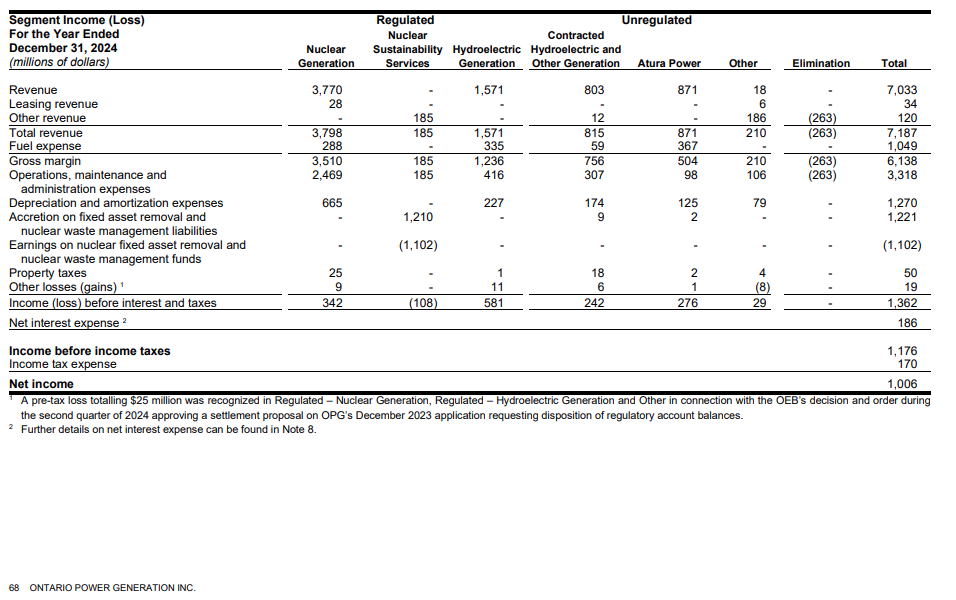 Segment Income (Loss) Regulated Unregulated
For the Year Ended Nuclear Contracted
December 31, 2024 Nuclear Sustainability Hydroelectric Hydroelectric and
(millions of dollars) Generation Services Generation Other Generation Atura Power Other Elimination Total
Revenue 3,770 - 1,571 803 871 18 - 7,033
Leasing revenue 28 - - - - 6 - 34
Other revenue - 185 - 12 - 186 (263) 120
Total revenue 3,798 185 1,571 815 871 210 (263) 7,187
Fuel expense 288 - 335 59 367 - - 1,049
Gross margin 3,510 185 1,236 756 504 210 (263) 6,138
Operations, maintenance and 2,469 185 416 307 98 106 (263) 3,318
administration expenses
Depreciation and amortization expenses 665 - 227 174 125 79 - 1,270
Accretion on fixed asset removal and - 1,210 - 9 2 - - 1,221
nuclear waste management liabilities
Earnings on nuclear fixed asset removal and - (1,102) - - - - - (1,102)
nuclear waste management funds
Property taxes 25 - 1 18 2 4 - 50
Other losses (gains) 1 9 - 11 6 1 (8) - 19
Income (loss) before interest and taxes 342 (108) 581 242 276 29 - 1,362
Net interest expense 2 186
Income before income taxes 1,176
Income tax expense 170
Net income 1,006
1 A pre-tax loss totalling $25 million was recognized in Regulated – Nuclear Generation, Regulated – Hydroelectric Generation and Other in connection with the OEB's decision and order during
the second quarter of 2024 approving a settlement proposal on OPG's December 2023 application requesting disposition of regulatory account balances.
2 Further details on net interest expense can be found in Note 8.
68 ONTARIO POWER GENERATION INC.